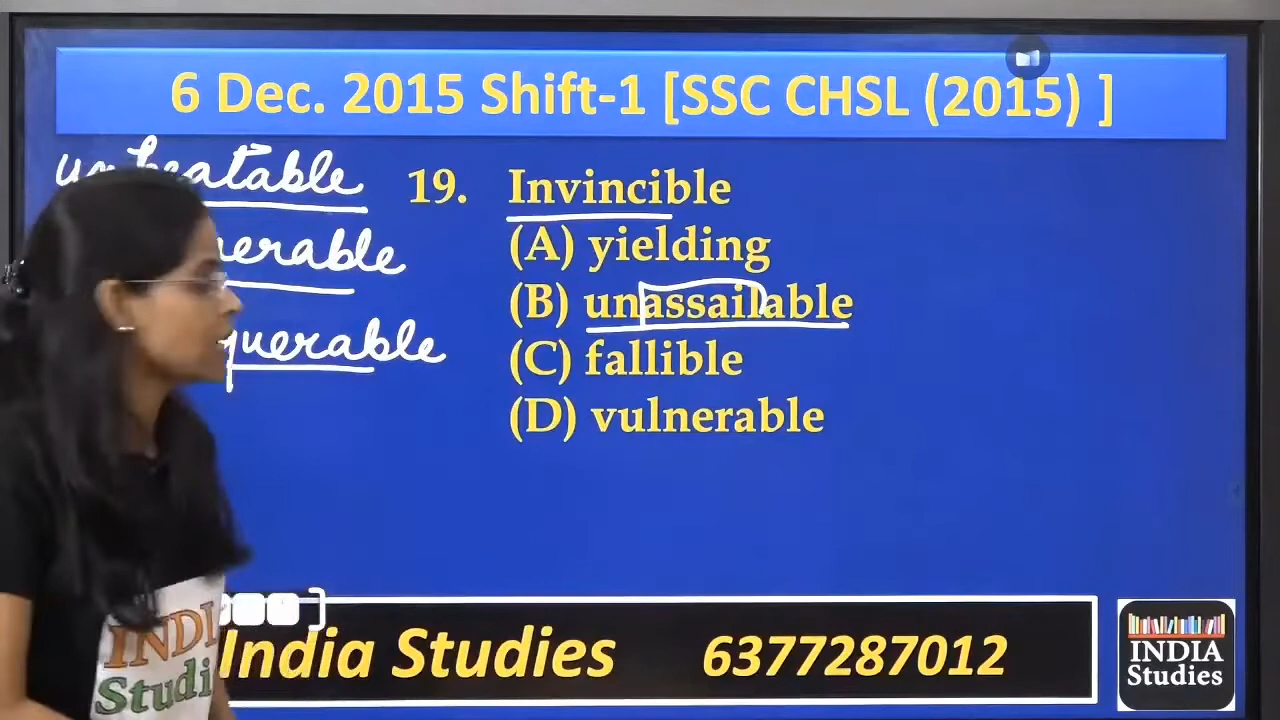 6 Dec. 2015 Shift-1 [SSC CHSL (2015) ]
19. Invincible
(A) yielding
(B) unassailable
(C) fallible
(D) vulnerable
India Studies 6377287012
INDIA
Studies